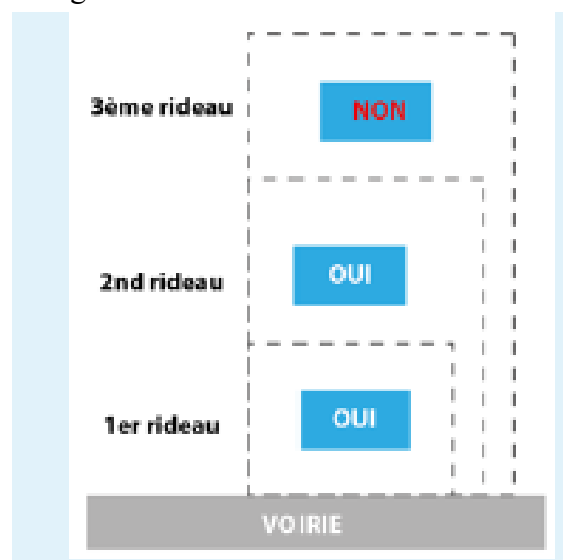 3ème rideau
NON
2nd rideau
OUI
1er rideau
OUI
VOIRIE